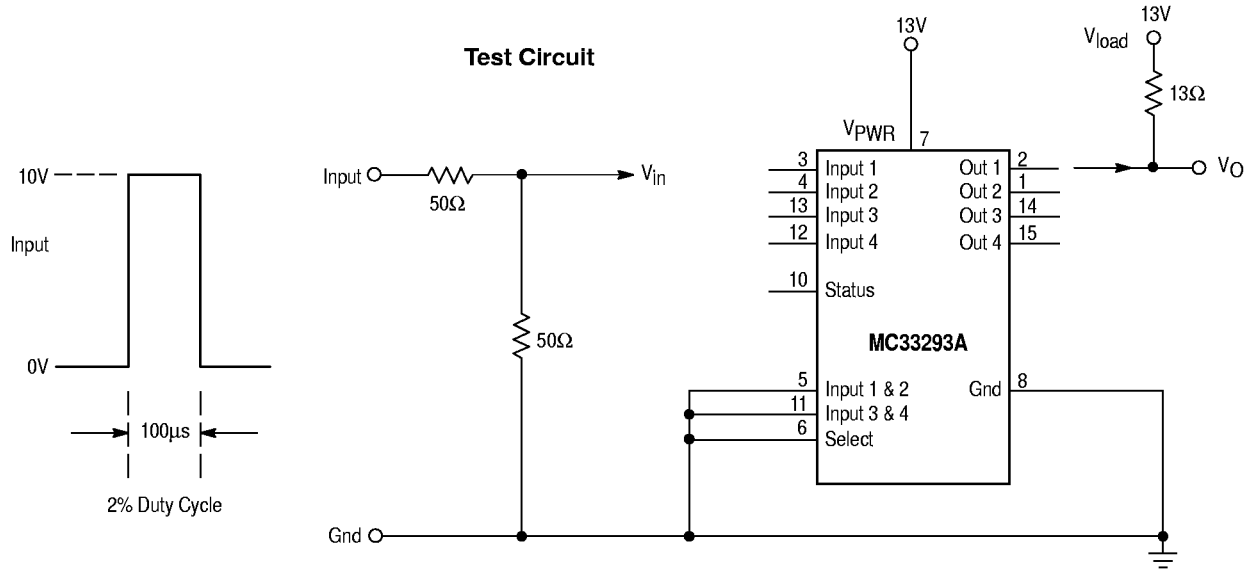 Test Circuit
13V
13V
Vload
13Ω
VPWR
7
10V
Input
0V
100μs
2% Duty Cycle
Input
50Ω
Vin
50Ω
Gnd
3 Input 1
4 Input 2
13 Input 3
12 Input 4
10 Status
Out 1 2
Out 2 1
Out 3 14
Out 4 15
VO
MC33293A
5 Input 1 & 2
11 Input 3 & 4
6 Select
Gnd 8